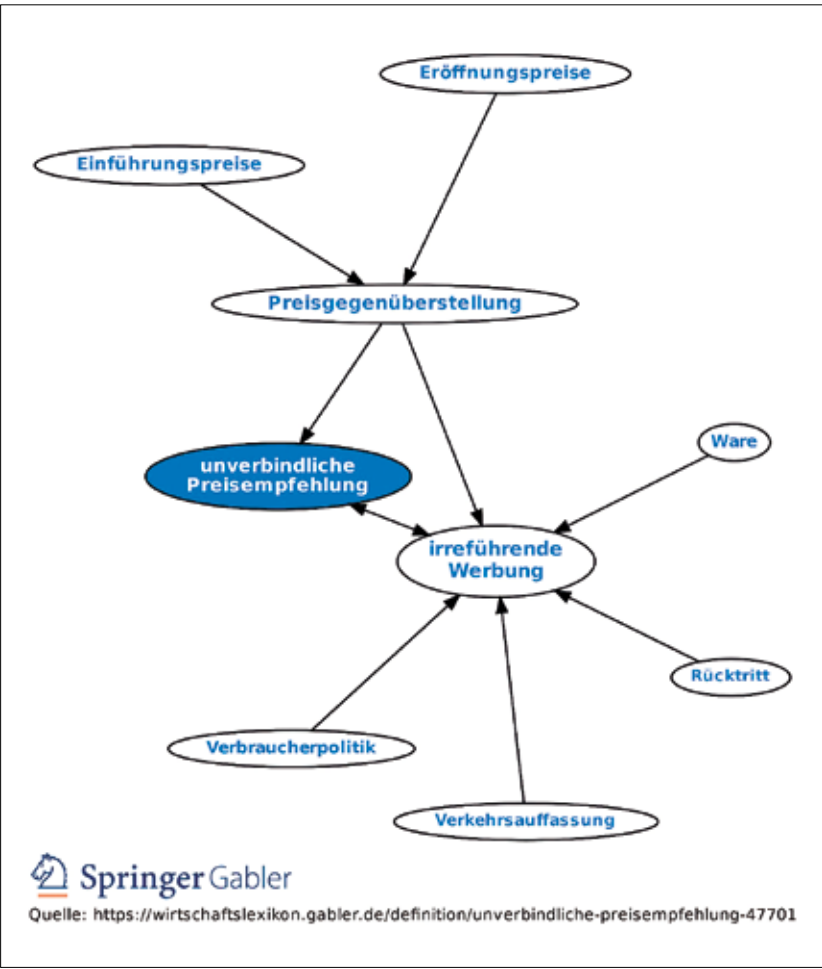 Eröffnungspreise
Einführungspreise
Preisgegenüberstellung
Ware
unverbindliche
Preisempfehlung
irreführende
Werbung
Rücktritt
Verbraucherpolitik
Verkehrsauffassung
Springer Gabler
Quelle: https://wirtschaftslexikon.gabler.de/definition/unverbindliche-preisempfehlung-47701